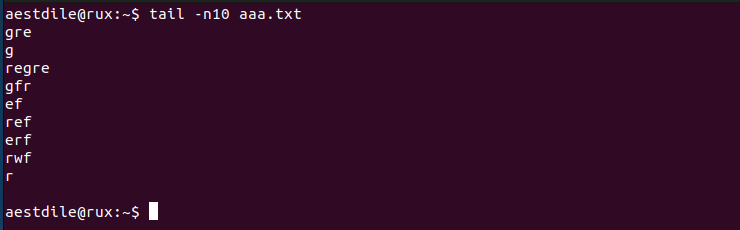 aestdile@rux:~$ tail -n10 aaa.txt
gre
g
regre
gfr
ef
ref
erf
rwf
r
aestdile@rux:~$